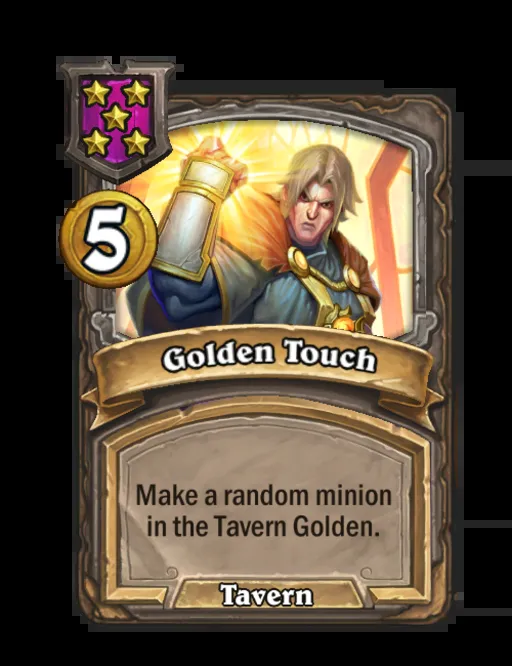 5
Golden Touch
Make a random minion
in the Tavern Golden.
Tavern